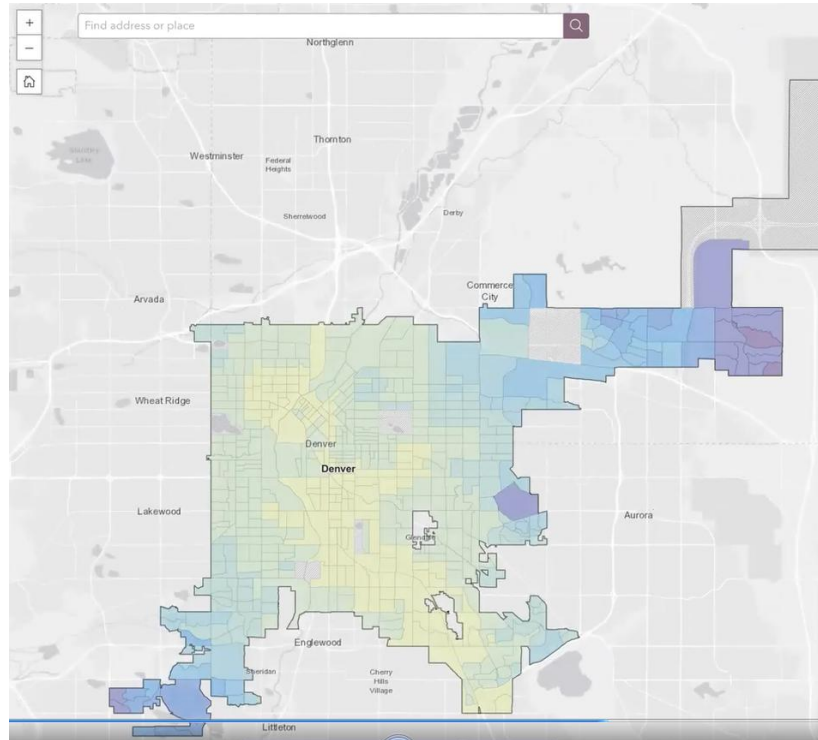 +
Find address or place
−
Northglenn
Thornton
Westminster
Federal
Heights
Sherrelwood
Derby
Commerce
City
Arvada
Wheat Ridge
Denver
Denver
Lakewood
Aurora
Englewood
Sheridan
Cherry
Hills
Village
Littleton